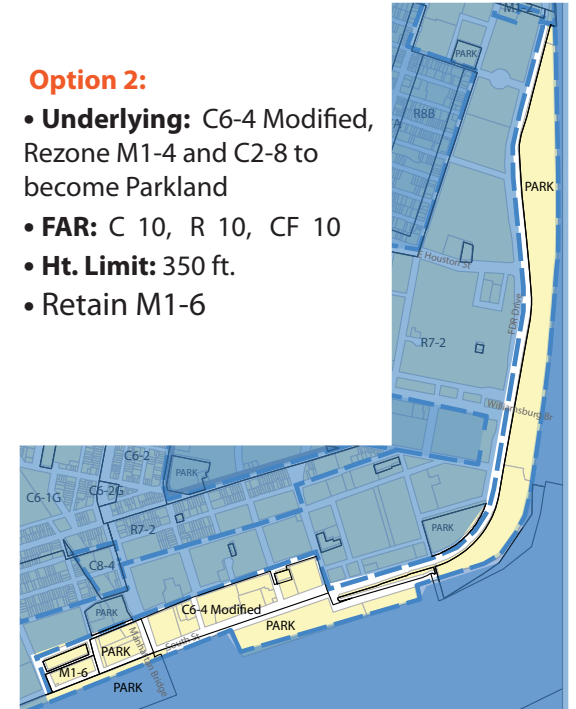 Option 2:
• Underlying: C6-4 Modified,
Rezone M1-4 and C2-8 to
become Parkland
• FAR: C 10, R 10, CF 10
• Ht. Limit: 350 ft.
• Retain M1-6
M1-2
PARK
R8B
PARK
E Houston St
FDR Drive
R7-2
Williamsburg Br
C6-2
PARK
C6-1G
C6-2G
R7-2
PARK
C8-4
PARK
C6-4 Modified
PARK
South St
Manhattan Bridge
PARK
M1-6
PARK